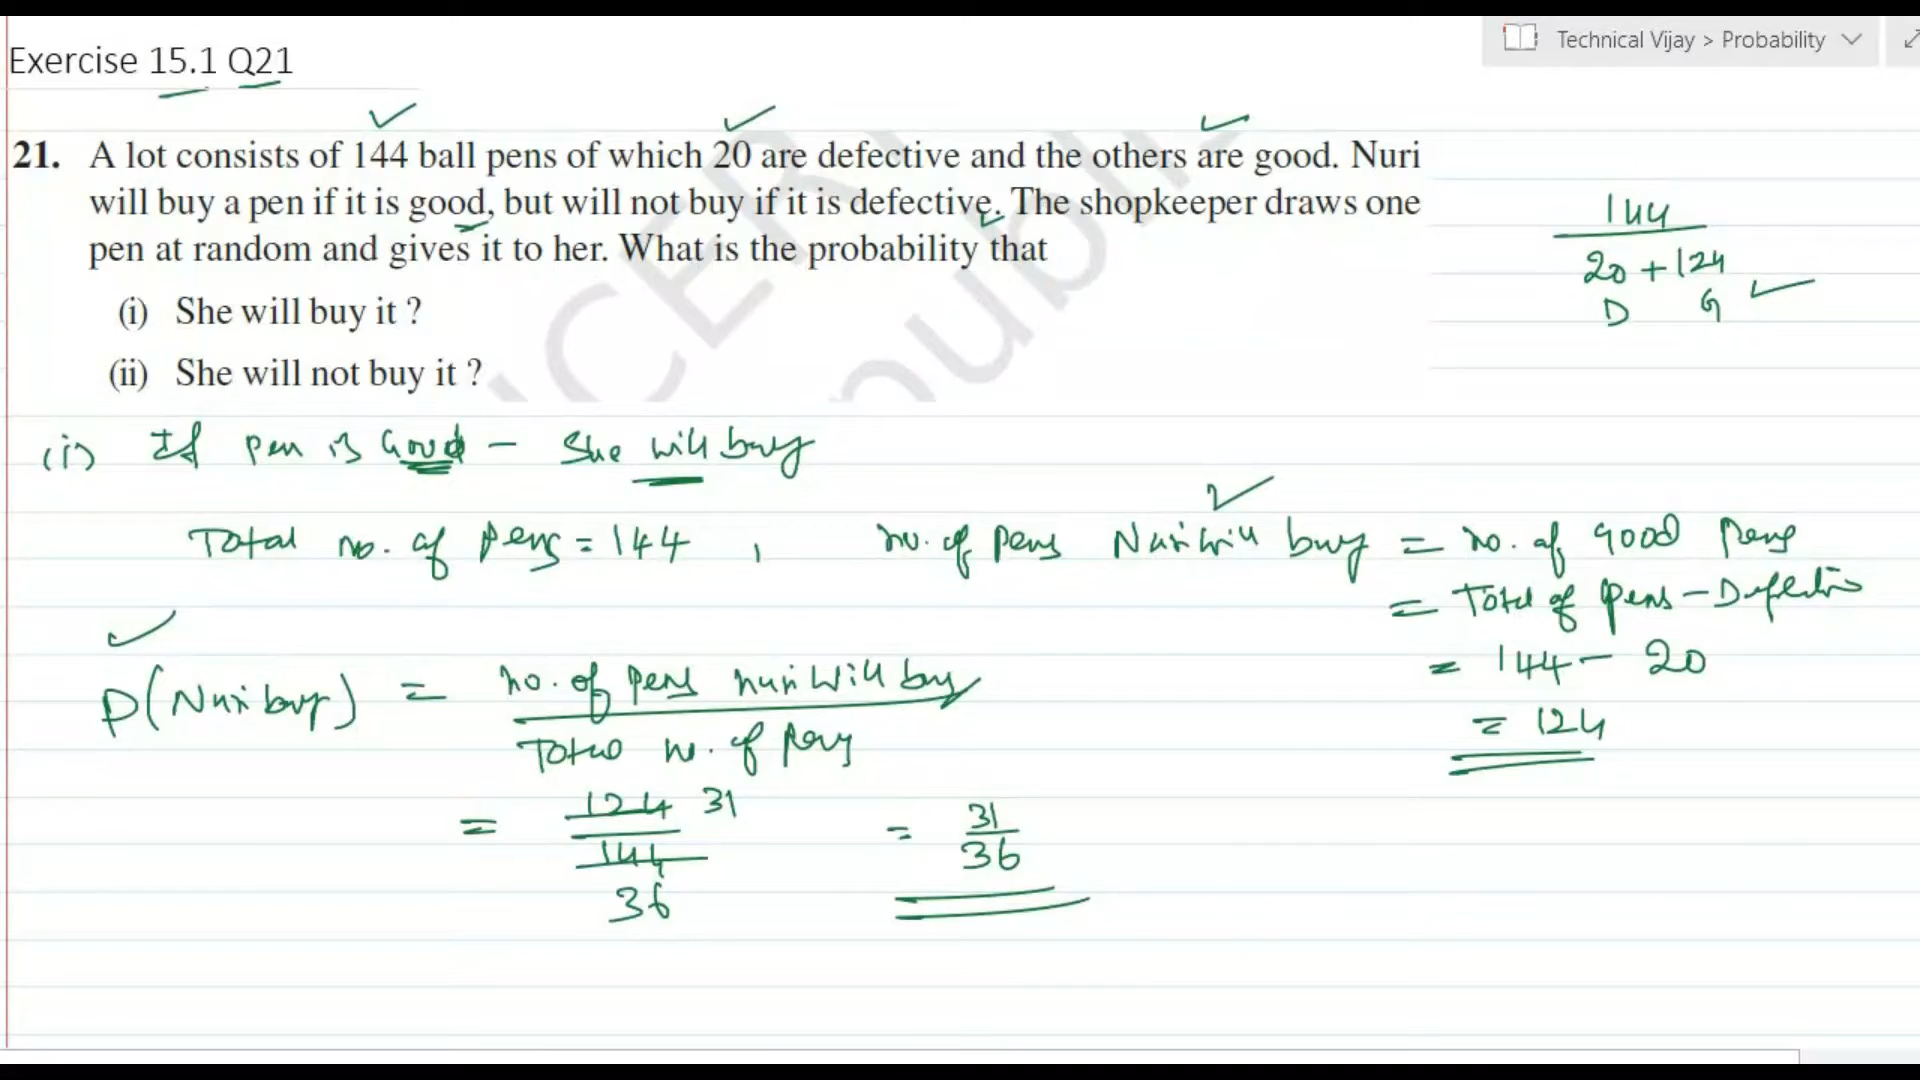 Technical Vijay > Probability
Exercise 15.1 Q21
21. A lot consists of 144 ball pens of which 20 are defective and the others are good. Nuri
will buy a pen if it is good, but will not buy if it is defective. The shopkeeper draws one
pen at random and gives it to her. What is the probability that
(i) She will buy it ?
(ii) She will not buy it ?
144
20 + 124
D G
(i) If pen is Good - She will buy
Total no. of pens = 144 , no. of pens Nuri will buy = no. of good pens
= Total of pens - Defective
= 144 - 20
= 124
P(Nuri buy) = no. of pens nuri will buy
Total no. of pens
= 124 31
144
36
= 31
36